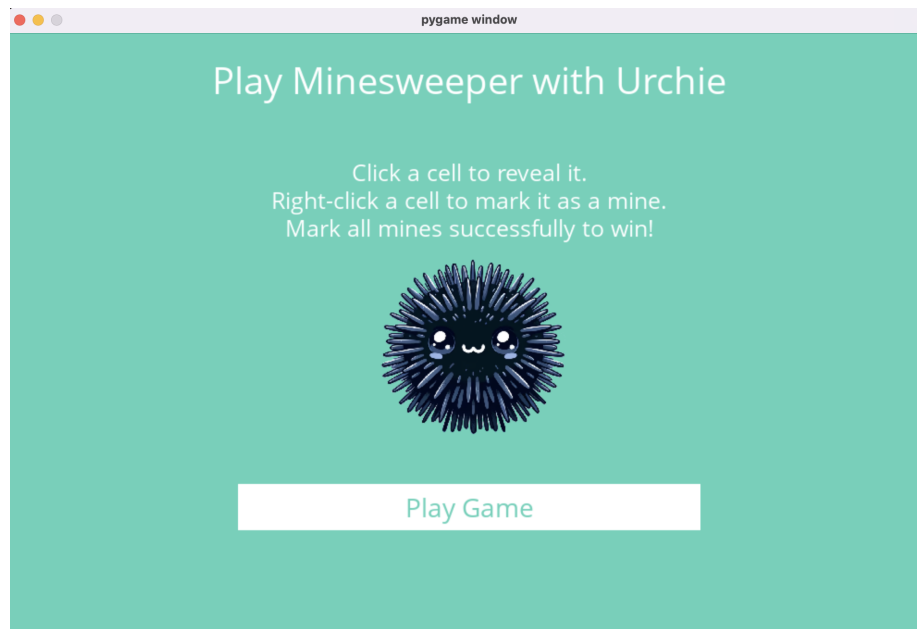 pygame window
Play Minesweeper with Urchie
Click a cell to reveal it.
Right-click a cell to mark it as a mine.
Mark all mines successfully to win!
Play Game